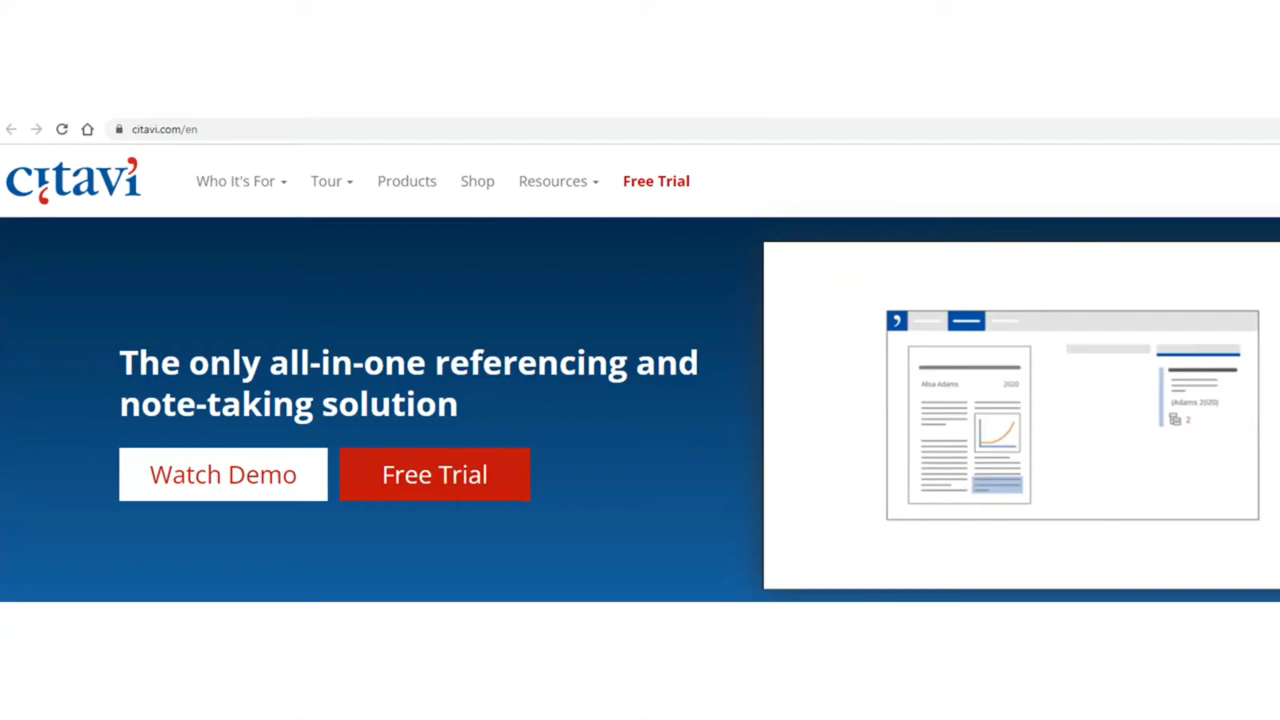 citavi.com/en
citavi
Who It's For
Tour
Products
Shop
Resources
Free Trial
The only all-in-one referencing and
note-taking solution
Watch Demo
Free Trial
Alisa Adams 2020
(Adams 2020)
2